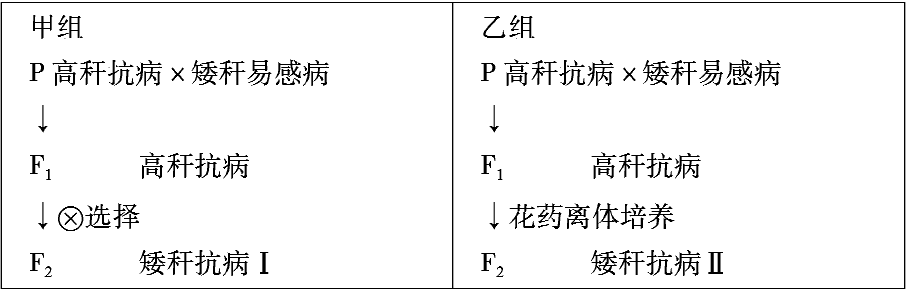 甲组
P 高秆抗病×矮秆易感病
↓
F₁ 高秆抗病
↓⊗选择
F₂ 矮秆抗病Ⅰ
乙组
P 高秆抗病×矮秆易感病
↓
F₁ 高秆抗病
↓花药离体培养
F₂ 矮秆抗病Ⅱ